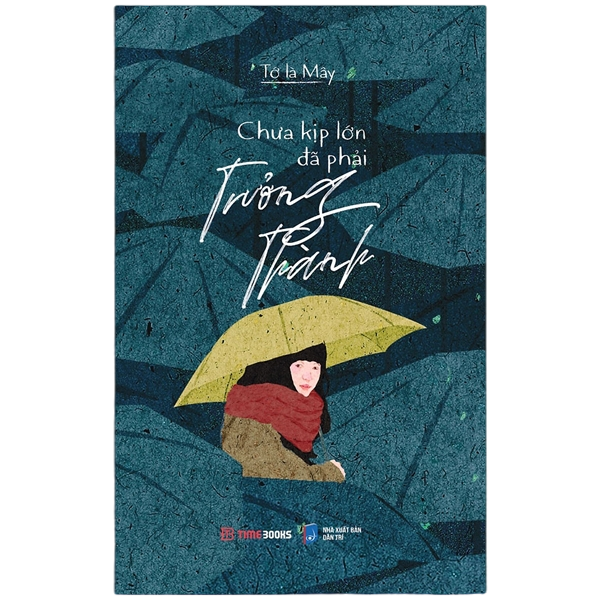 Tớ là Mây
Chưa kịp lớn
đã phải
Trưởng
Thành
TIMEBOOKS
NHÀ XUẤT BẢN
DÂN TRÍ